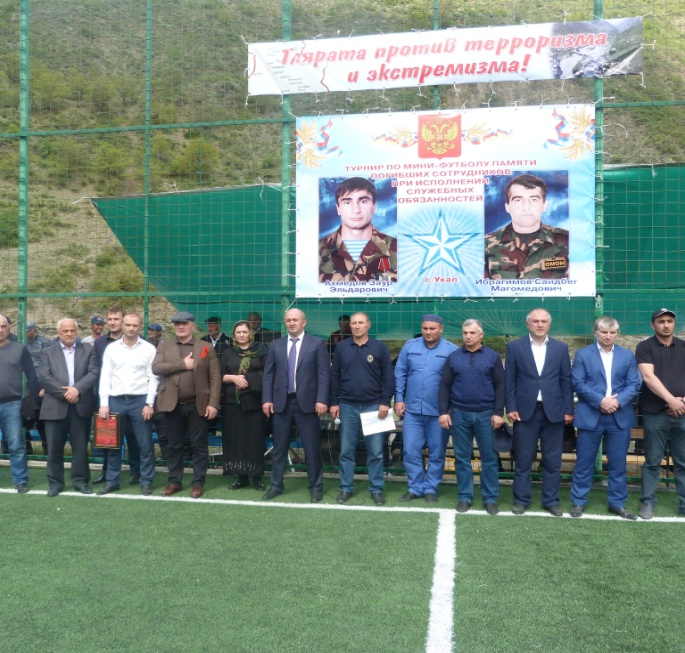 Тлярата против терроризма
и экстремизма!
ТУРНИР ПО МИНИ-ФУТБОЛУ ПАМЯТИ
ПОГИБШИХ СОТРУДНИКОВ
ПРИ ИСПОЛНЕНИИ
СЛУЖЕБНЫХ
ОБЯЗАННОСТЕЙ
ОМОН
с. Укал
Ахмедов Заур
Эльдарович
Ибрагимов Саидбег
Магомедович